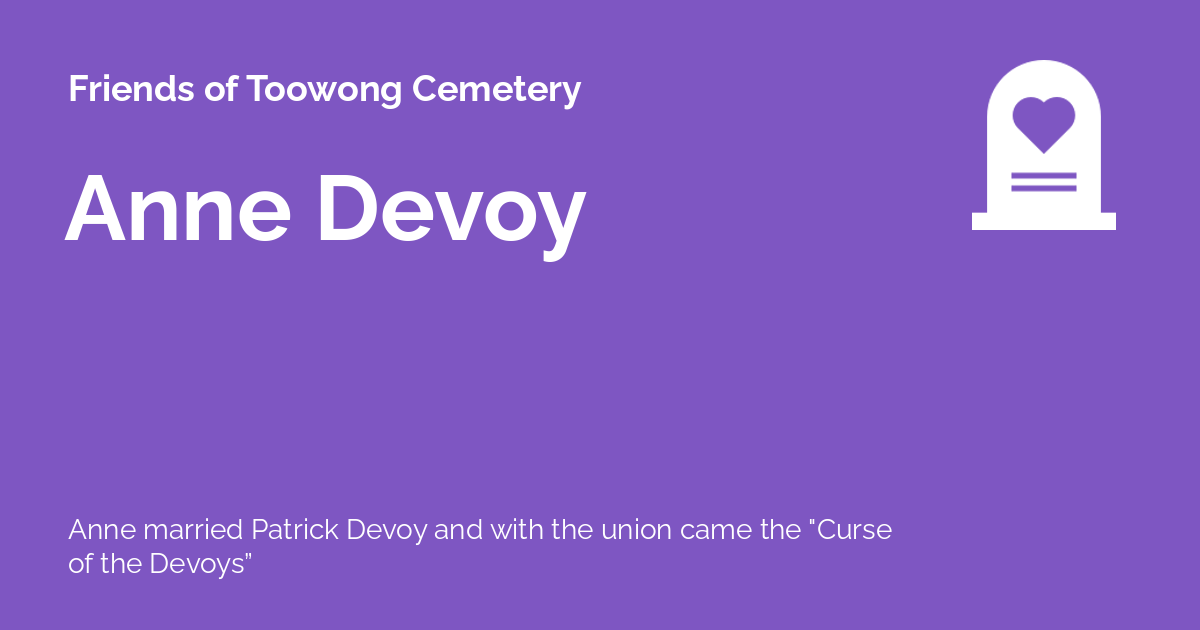 Friends of Toowong Cemetery
Anne Devoy
Anne married Patrick Devoy and with the union came the "Curse
of the Devoys”